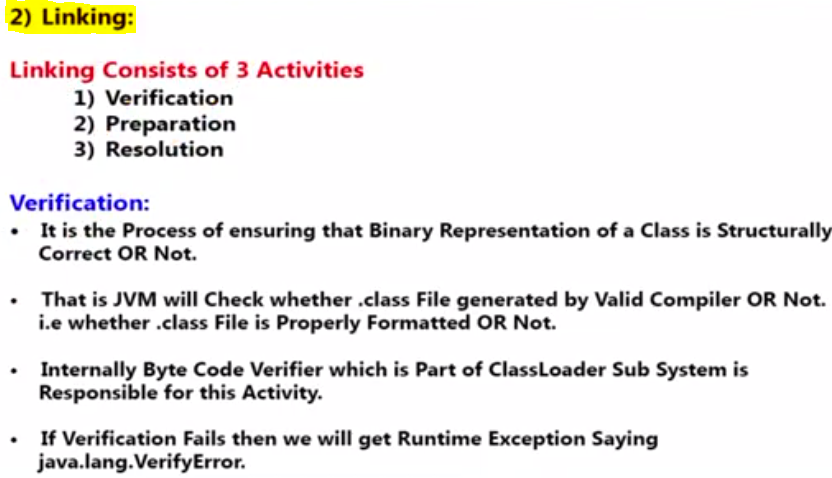 2) Linking:
Linking Consists of 3 Activities
1) Verification
2) Preparation
3) Resolution
Verification:
• It is the Process of ensuring that Binary Representation of a Class is Structurally
Correct OR Not.
• That is JVM will Check whether .class File generated by Valid Compiler OR Not.
i.e whether .class File is Properly Formatted OR Not.
• Internally Byte Code Verifier which is Part of ClassLoader Sub System is
Responsible for this Activity.
• If Verification Fails then we will get Runtime Exception Saying
java.lang.VerifyError.